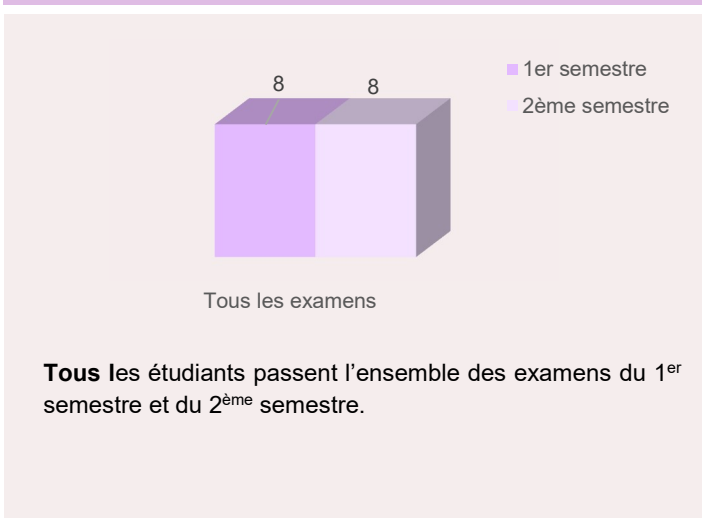 8 8
1er semestre
2ème semestre
Tous les examens
Tous les étudiants passent l’ensemble des examens du 1er
semestre et du 2ème semestre.